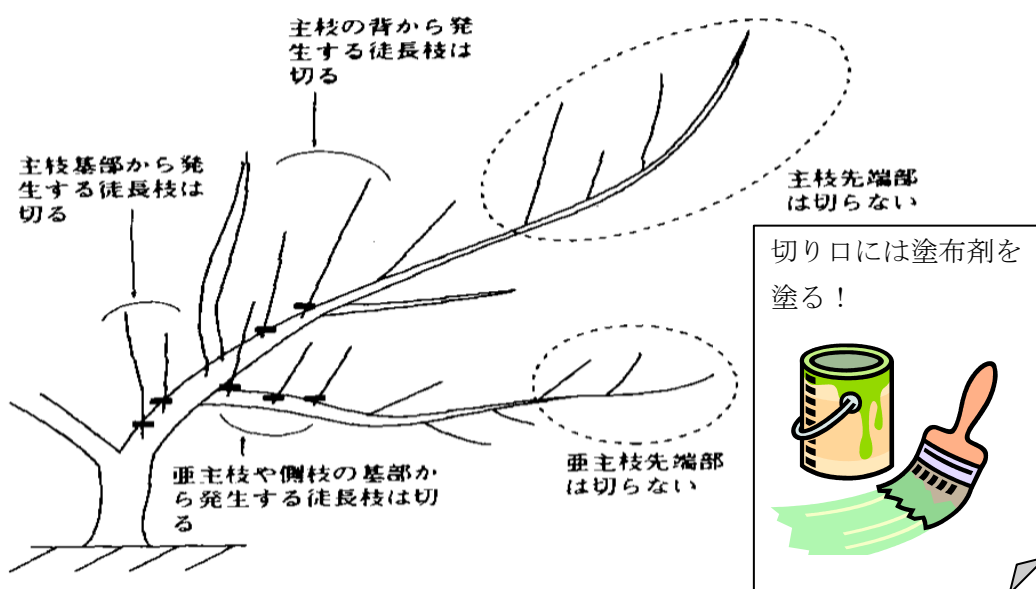 主枝の背から発
生する徒長枝は
切る
主枝基部から発
生する徒長枝は
切る
主枝先端部
は切らない
切り口には塗布剤を
塗る！
亜主枝や側枝の基部か
ら発生する徒長枝は切
る
亜主枝先端部
は切らない